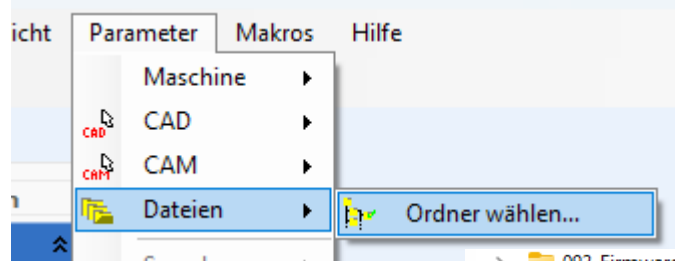 icht Parameter Makros Hilfe
Maschine
CAD CAD
CAM CAM
Dateien
Ordner wählen...